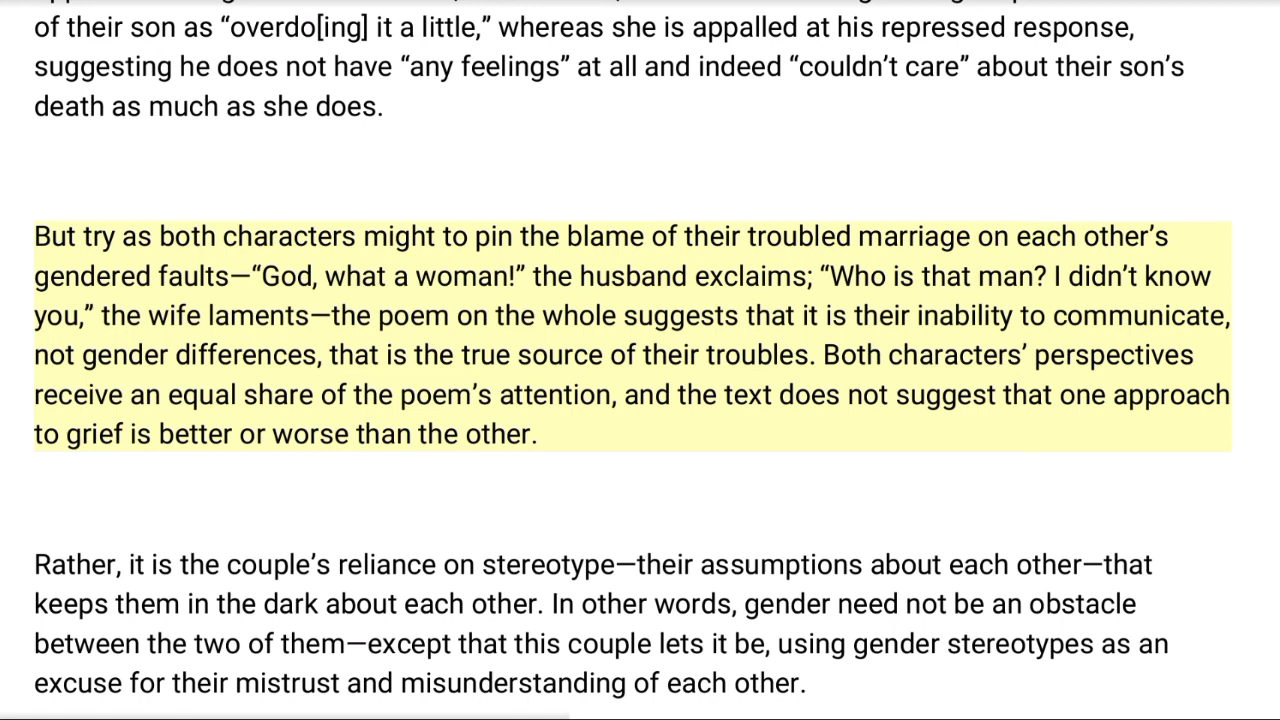 of their son as “overdo[ing] it a little,” whereas she is appalled at his repressed response,
suggesting he does not have “any feelings” at all and indeed “couldn’t care” about their son’s
death as much as she does.
But try as both characters might to pin the blame of their troubled marriage on each other’s
gendered faults—“God, what a woman!” the husband exclaims; “Who is that man? I didn’t know
you,” the wife laments—the poem on the whole suggests that it is their inability to communicate,
not gender differences, that is the true source of their troubles. Both characters’ perspectives
receive an equal share of the poem’s attention, and the text does not suggest that one approach
to grief is better or worse than the other.
Rather, it is the couple’s reliance on stereotype—their assumptions about each other—that
keeps them in the dark about each other. In other words, gender need not be an obstacle
between the two of them—except that this couple lets it be, using gender stereotypes as an
excuse for their mistrust and misunderstanding of each other.